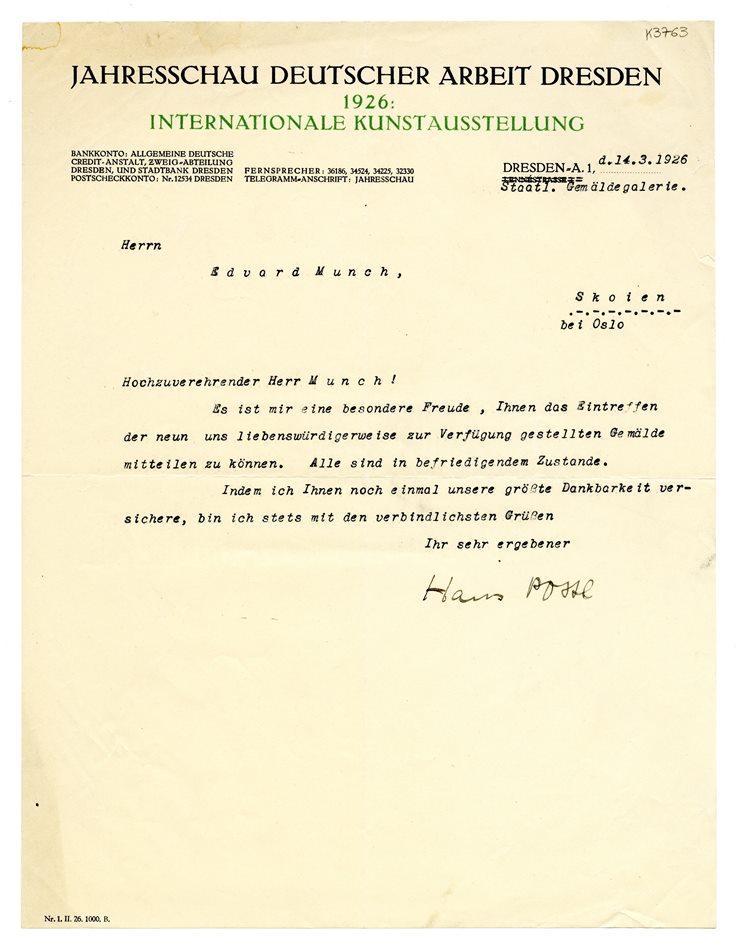 K3763
JAHRESSCHAU DEUTSCHER ARBEIT DRESDEN
1926:
INTERNATIONALE KUNSTAUSSTELLUNG
BANKKONTO: ALLGEMEINE DEUTSCHE
CREDIT-ANSTALT, ZWEIG-ABTEILUNG
DRESDEN, UND STADTBANK DRESDEN
POSTSCHECKKONTO: Nr. 12534 DRESDEN
FERNSPRECHER: 36186, 34524, 34225, 32330
TELEGRAMM-ANSCHRIFT: JAHRESSCHAU
DRESDEN-A. 1, d.14.3.1926
Staatl. Gemäldegalerie.
Herrn
Edvard Munch,
Skoien
bei Oslo
Hochzuverehrender Herr Munch!
Es ist mir eine besondere Freude , Ihnen das Eintreffen
der neun uns liebenswürdigerweise zur Verfügung gestellten Gemälde
mitteilen zu können. Alle sind in befriedigendem Zustande.
Indem ich Ihnen noch einmal unsere größte Dankbarkeit ver-
sichere, bin ich stets mit den verbindlichsten Grüßen
Ihr sehr ergebener
Hans Posse
Nr. 1. II. 26. 1000. B.